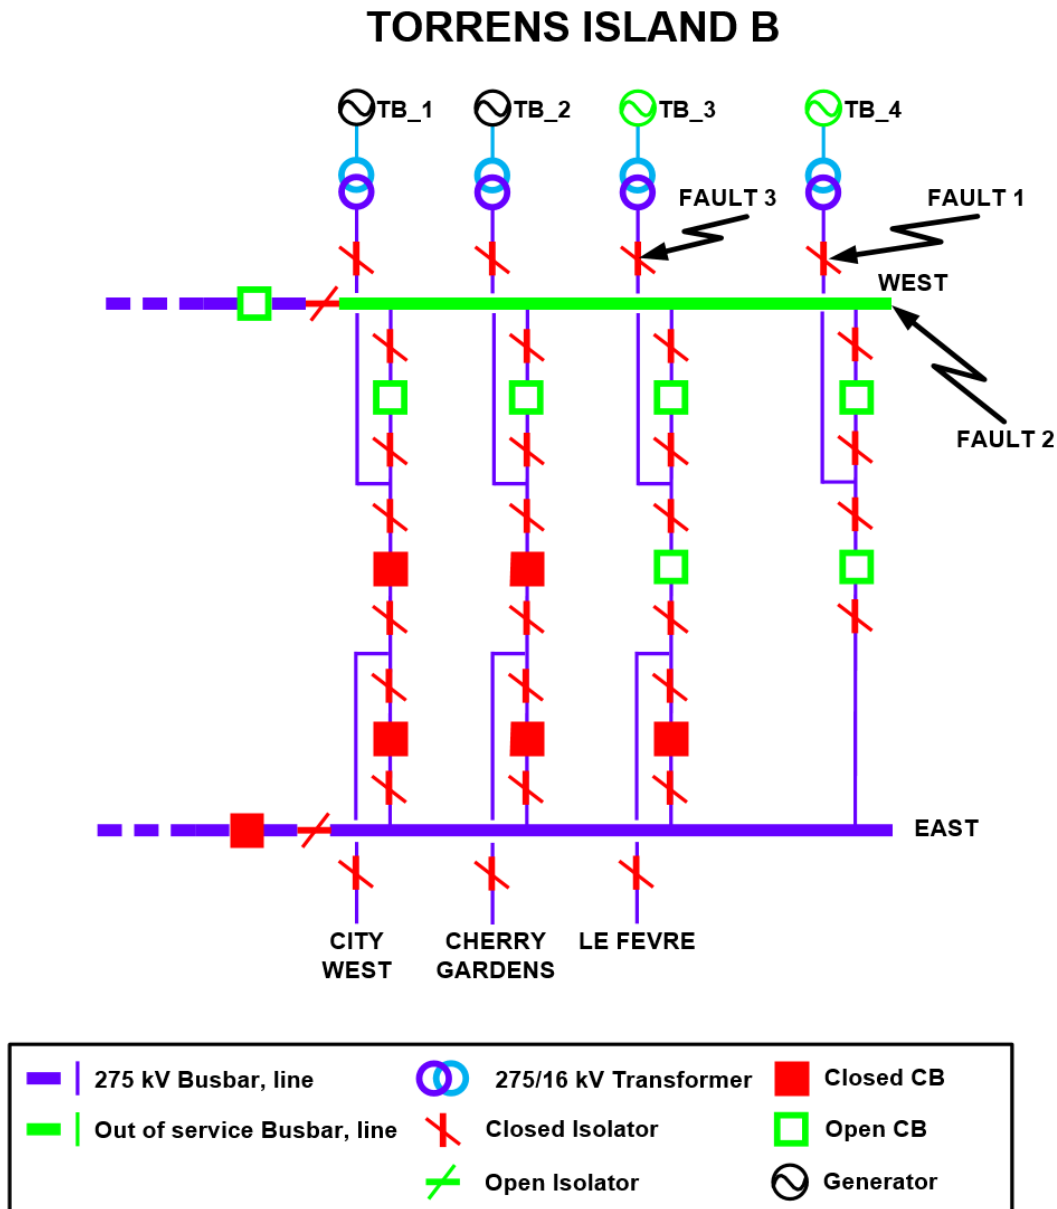 TORRENS ISLAND B
TB_1
TB_2
TB_3
TB_4
FAULT 3
FAULT 1
WEST
FAULT 2
EAST
CITY
WEST
CHERRY
GARDENS
LE FEVRE
275 kV Busbar, line
275/16 kV Transformer
Closed CB
Out of service Busbar, line
Closed Isolator
Open CB
Open Isolator
Generator